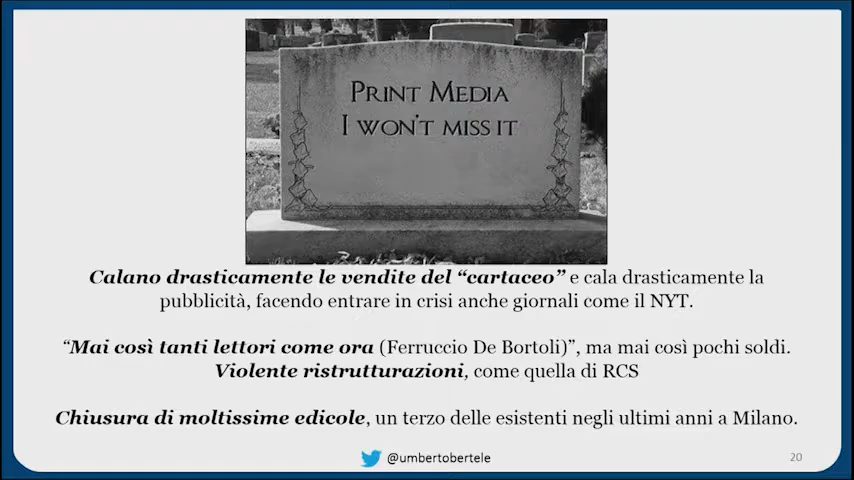 PRINT MEDIA
I WON'T MISS IT
Calano drasticamente le vendite del “cartaceo” e cala drasticamente la
pubblicità, facendo entrare in crisi anche giornali come il NYT.
“Mai così tanti lettori come ora (Ferruccio De Bortoli)”, ma mai così pochi soldi.
Violente ristrutturazioni, come quella di RCS
Chiusura di moltissime edicole, un terzo delle esistenti negli ultimi anni a Milano.
@umbertobertele
20